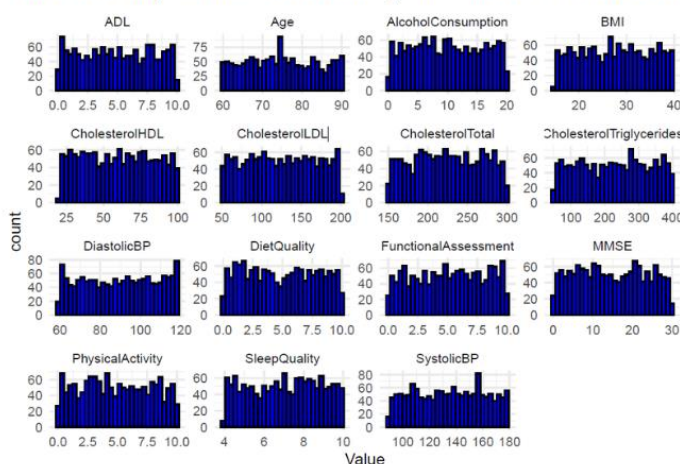 ADL Age AlcoholConsumption BMI
60 40 20 0
0.0 2.5 5.0 7.5 10.0
75 50 25 0
60 70 80 90
60 40 20 0
0 5 10 15 20
60 40 20 0
20 30 40
CholesterolHDL CholesterolLDL CholesterolTotal CholesterolTriglycerides
60 40 20 0
25 50 75 100
60 40 20 0
50 100 150 200
60 40 20 0
150 200 250 300
60 40 20 0
100 200 300 400
count
DiastolicBP DietQuality FunctionalAssessment MMSE
80 60 40 20 0
60 80 100 120
60 40 20 0
0.0 2.5 5.0 7.5 10.0
60 40 20 0
0.0 2.5 5.0 7.5 10.0
60 40 20 0
0 10 20 30
PhysicalActivity SleepQuality SystolicBP
60 40 20 0
0.0 2.5 5.0 7.5 10.0
60 40 20 0
4 6 8 10
80 60 40 20 0
100 120 140 160 180
Value